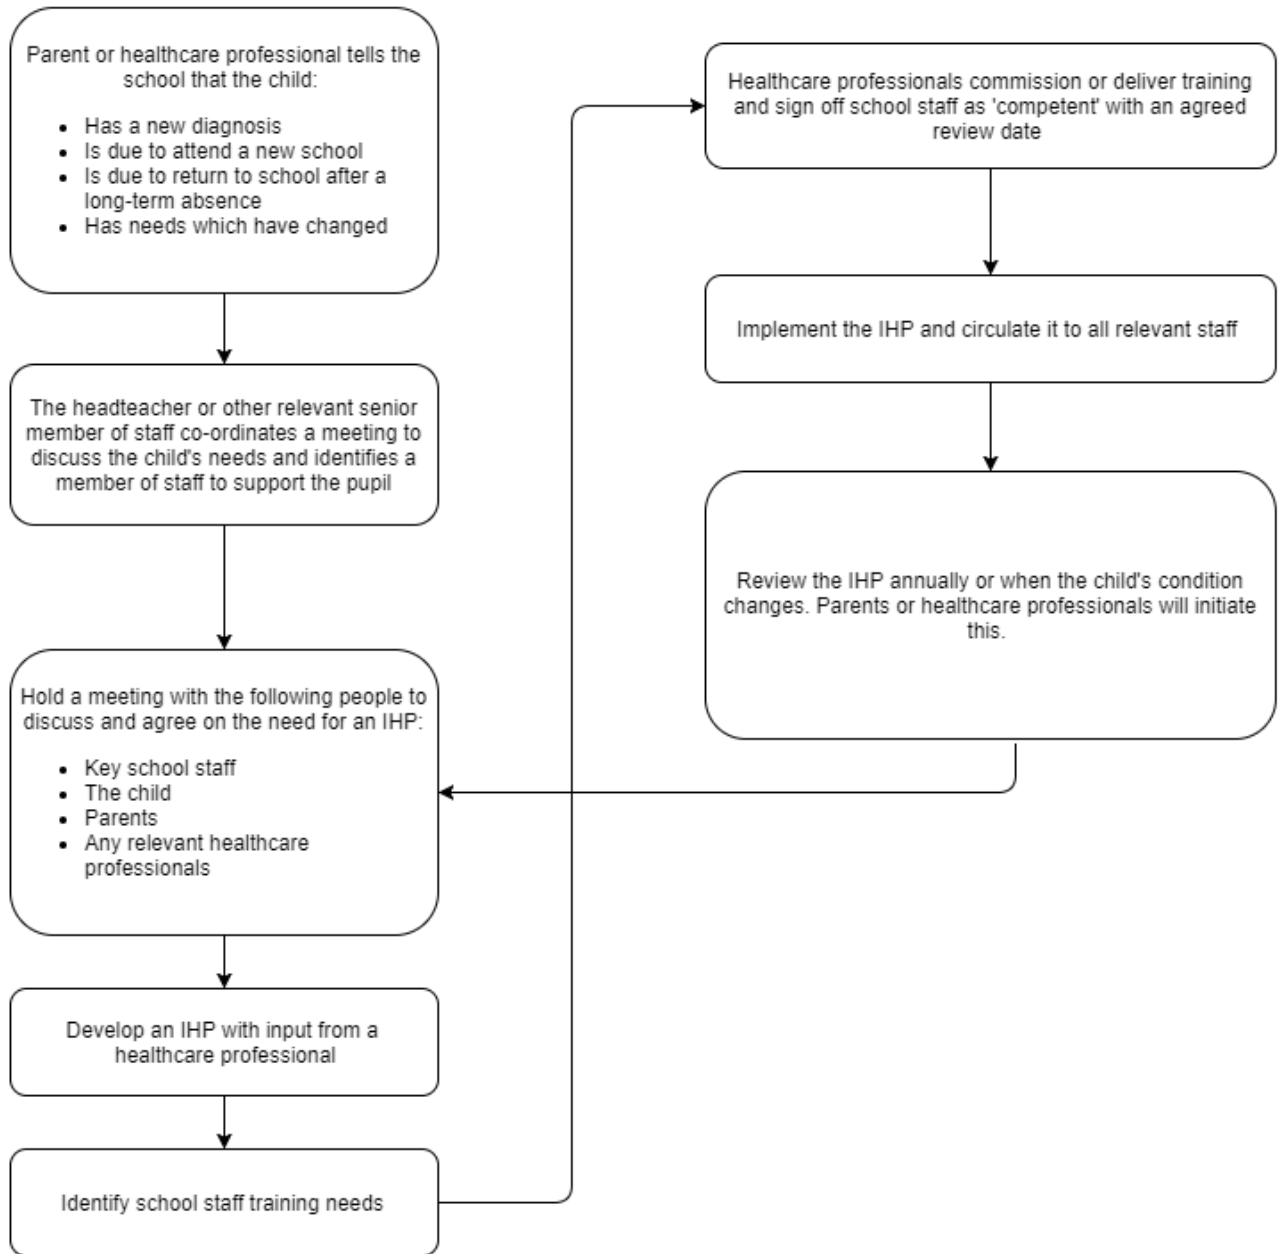 Parent or healthcare professional tells the
school that the child:
• Has a new diagnosis
• Is due to attend a new school
• Is due to return to school after a
long-term absence
• Has needs which have changed
The headteacher or other relevant senior
member of staff co-ordinates a meeting to
discuss the child's needs and identifies a
member of staff to support the pupil
Hold a meeting with the following people to
discuss and agree on the need for an IHP:
• Key school staff
• The child
• Parents
• Any relevant healthcare
professionals
Develop an IHP with input from a
healthcare professional
Identify school staff training needs
Healthcare professionals commission or deliver training
and sign off school staff as 'competent' with an agreed
review date
Implement the IHP and circulate it to all relevant staff
Review the IHP annually or when the child's condition
changes. Parents or healthcare professionals will initiate
this.